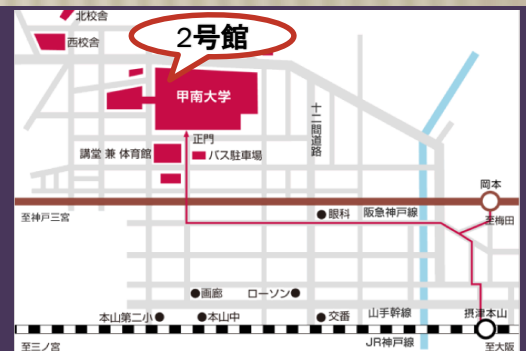 北校舎
西校舎
2号館
甲南大学
十二間道路
正門
講堂 兼 体育館
バス駐車場
岡本
至神戸三宮
眼科
阪急神戸線
至梅田
画廊
ローソン
本山第二小
本山中
交番
山手幹線
摂津本山
至三ノ宮
JR神戸線
至大阪